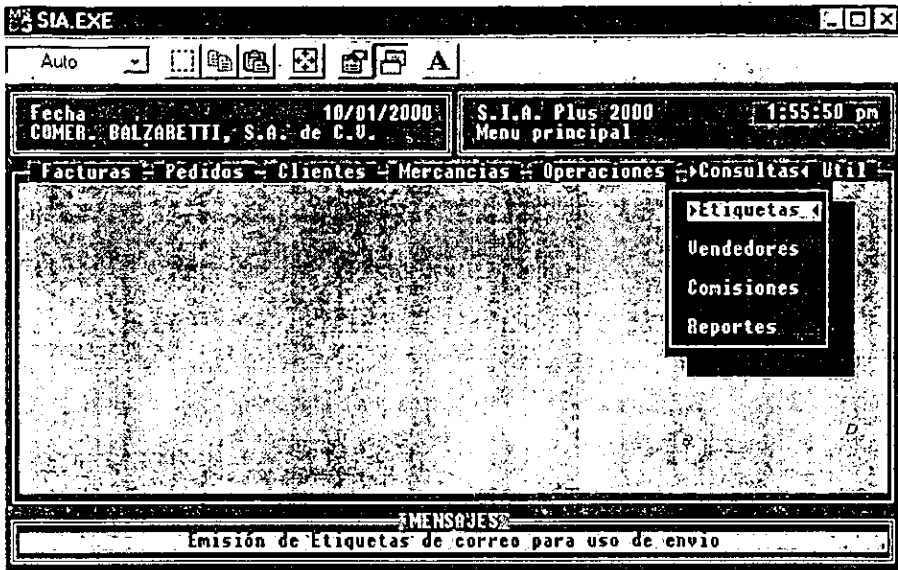 SIA.EXE
Auto
A
Fecha 10/01/2000
COMER. BALZARETTI, S.A. de C.V.
S.I.A. Plus 2000 1:55:50 pm
Menu principal
Facturas Pedidos Clientes Mercancias Operaciones Consultas Util
Etiquetas
Vendedores
Comisiones
Reportes
MENSAJES
Emisión de Etiquetas de correo para uso de envio